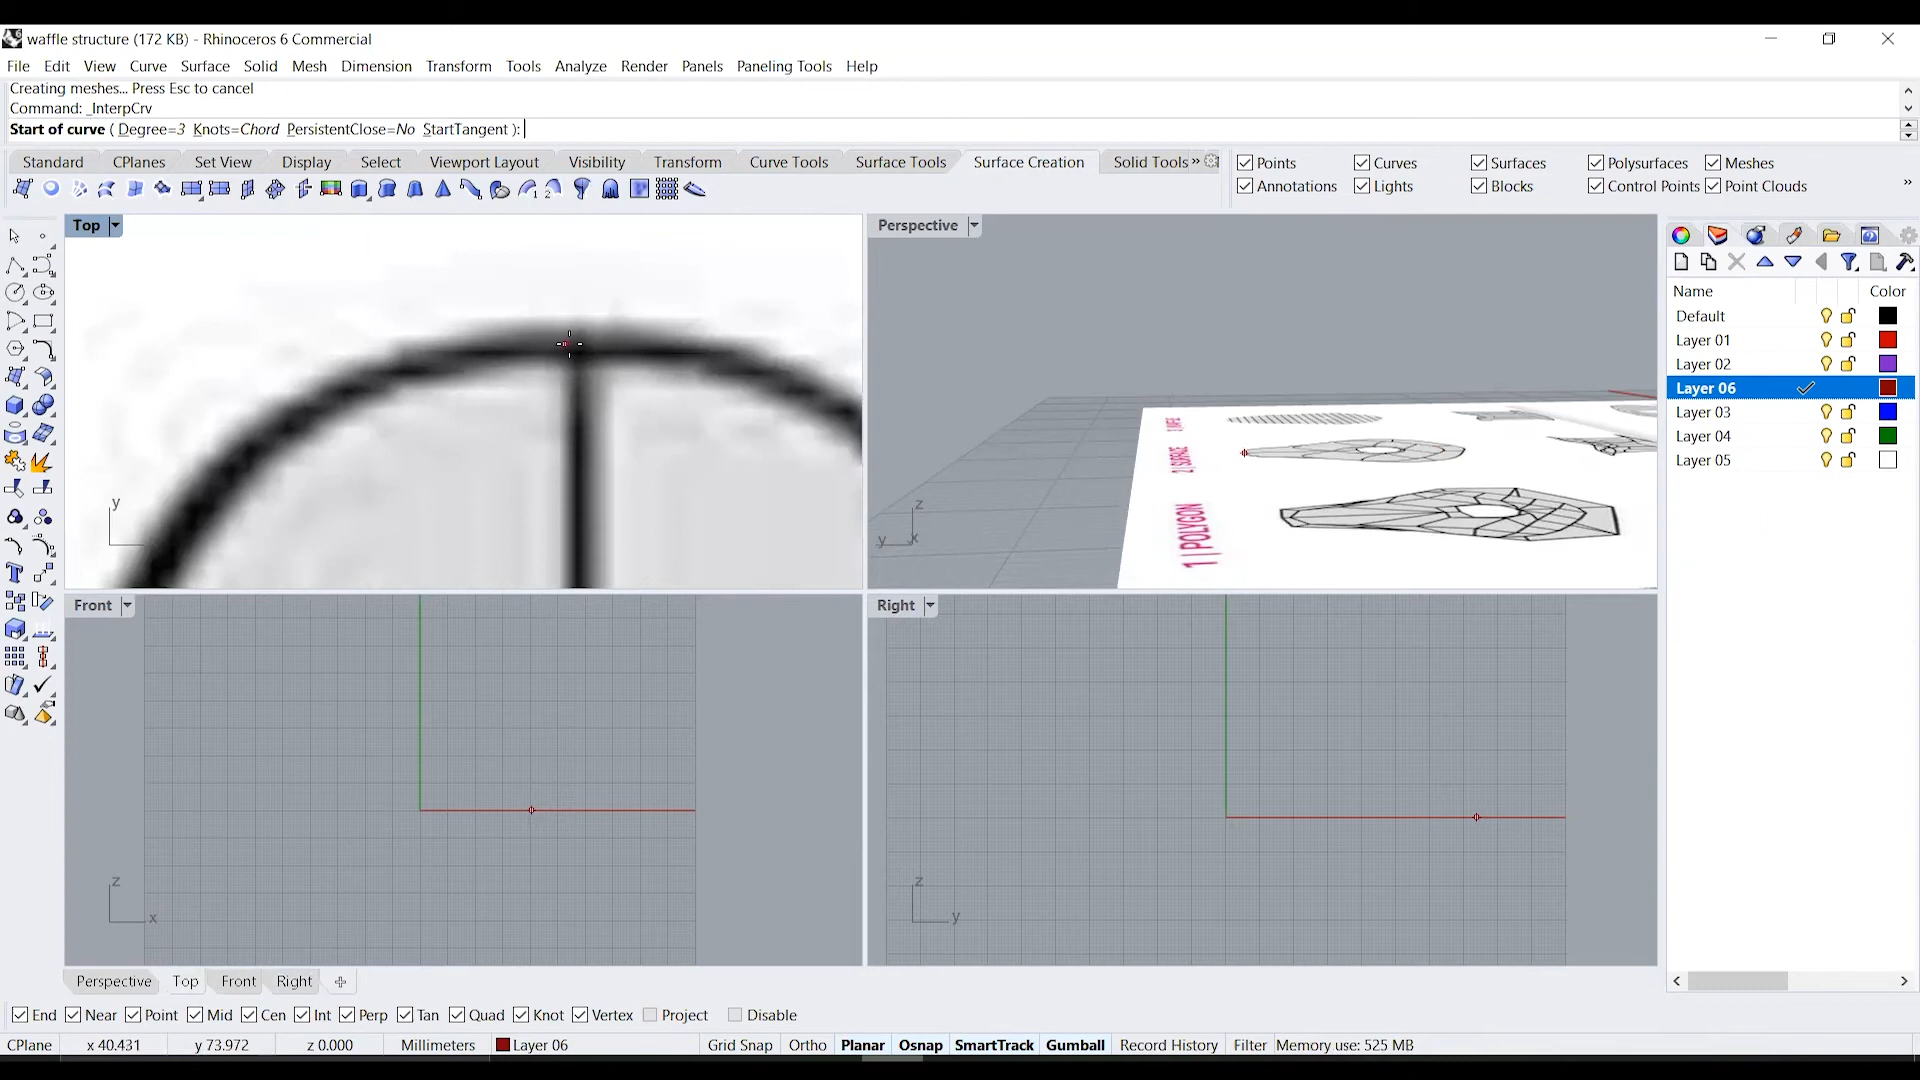 waffle structure (172 KB) - Rhinoceros 6 Commercial
File Edit View Curve Surface Solid Mesh Dimension Transform Tools Analyze Render Panels Paneling Tools Help
Creating meshes... Press Esc to cancel
Command: _InterpCrv
Start of curve ( Degree=3 Knots=Chord PersistentClose=No StartTangent ):
Standard CPlanes Set View Display Select Viewport Layout Visibility Transform Curve Tools Surface Tools Surface Creation Solid Tools »
Points Curves Surfaces Polysurfaces Meshes
Annotations Lights Blocks Control Points Point Clouds »
Top
Perspective
Name Color
Default
Layer 01
Layer 02
Layer 06
Layer 03
Layer 04
Layer 05
2 | SURFACE
1 | POLYGON
y
z
y x
Front
Right
z
x
z
y
Perspective Top Front Right
End Near Point Mid Cen Int Perp Tan Quad Knot Vertex Project Disable
CPlane x 40.431 y 73.972 z 0.000 Millimeters Layer 06 Grid Snap Ortho Planar Osnap SmartTrack Gumball Record History Filter Memory use: 525 MB